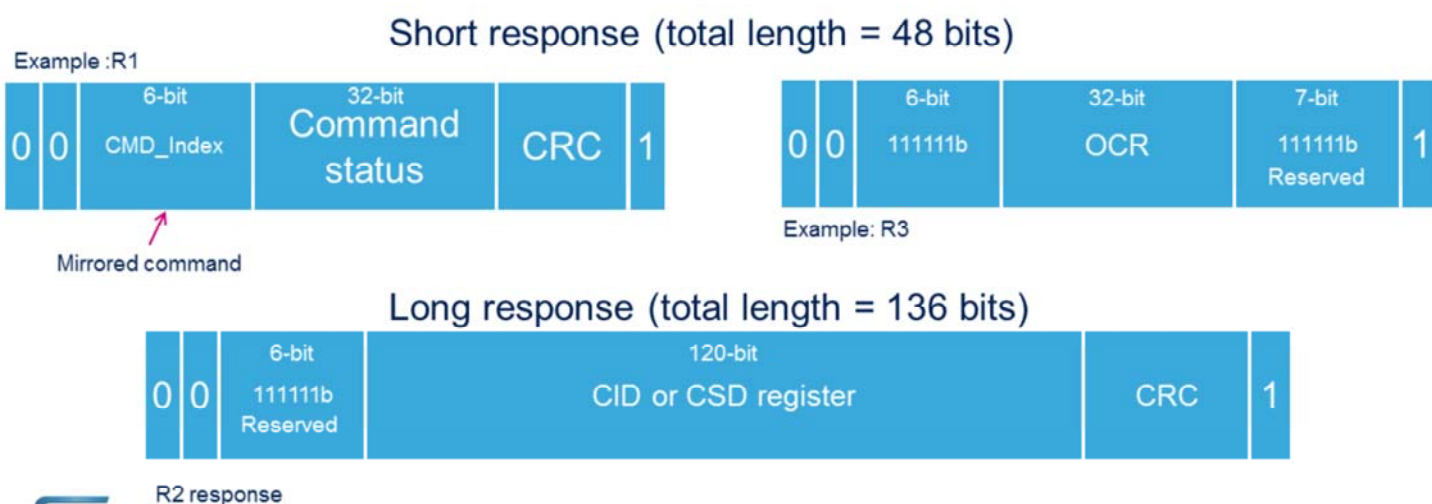 Short response (total length = 48 bits)
Example :R1
0 0 6-bit CMD_Index 32-bit Command status CRC 1
Mirrored command
0 0 6-bit 111111b 32-bit OCR 7-bit 111111b Reserved 1
Example: R3
Long response (total length = 136 bits)
0 0 6-bit 111111b Reserved 120-bit CID or CSD register CRC 1
R2 response